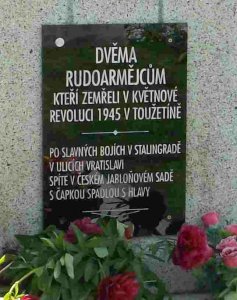 DVĚMA
RUDOARMĚJCŮM
KTEŘÍ ZEMŘELI V KVĚTNOVÉ
REVOLUCI 1945 V TOUŽETÍNĚ
PO SLAVNÝCH BOJÍCH V STALINGRADĚ
V ULICÍCH VRATISLAVI
SPÍTE V ČESKÉM JABLOŇOVÉM SADĚ
S ČAPKOU SPADLOU S HLAVY